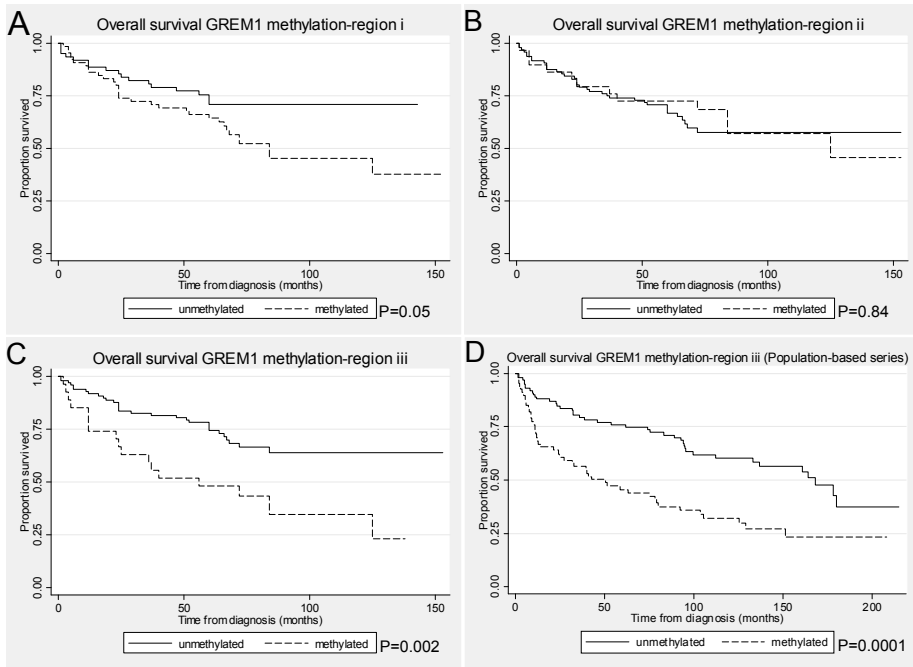 A
Overall survival GREM1 methylation-region i
Proportion survived
1.00
0.75
0.50
0.25
0.00
0
50
100
150
Time from diagnosis (months)
unmethylated
methylated
P=0.05
B
Overall survival GREM1 methylation-region ii
Proportion survived
1.00
0.75
0.50
0.25
0.00
0
50
100
150
Time from diagnosis (months)
unmethylated
methylated
P=0.84
C
Overall survival GREM1 methylation-region iii
Proportion survived
1.00
0.75
0.50
0.25
0.00
0
50
100
150
Time from diagnosis (months)
unmethylated
methylated
P=0.002
D
Overall survival GREM1 methylation-region iii (Population-based series)
Proportion survived
1.00
0.75
0.50
0.25
0.00
0
50
100
150
200
Time from diagnosis (months)
unmethylated
methylated
P=0.0001